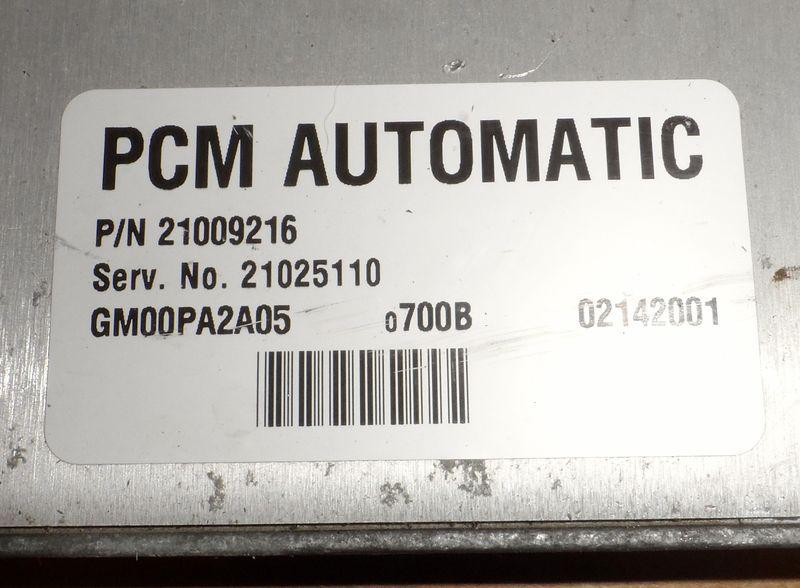 PCM AUTOMATIC
P/N 21009216
Serv. No. 21025110
GM00PA2A05 0700B 02142001